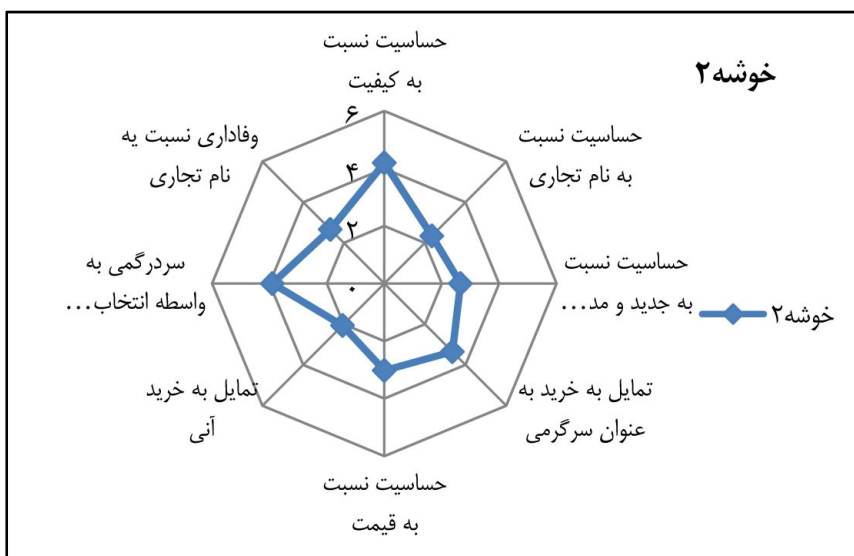 خوشه۲
حساسیت نسبت
به کیفیت
حساسیت نسبت
به نام تجاری
حساسیت نسبت
به جدید و مد...
تمایل به خرید به
عنوان سرگرمی
حساسیت نسبت
به قیمت
تمایل به خرید
آنی
سردرگمی به
واسطه انتخاب...
وفاداری نسبت یه
نام تجاری
۶
۴
۲
۰
خوشه۲